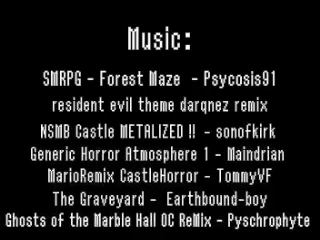 Music:
SMRPG - Forest Maze - Psycosis91
resident evil theme darqnez remix
NSMB Castle METALIZED !! - sonofkirk
Generic Horror Atmosphere 1 - Maindrian
MarioRemix CastleHorror - TommyVF
The Graveyard - Earthbound-boy
Ghosts of the Marble Hall OC ReMix - Pyschrophyte